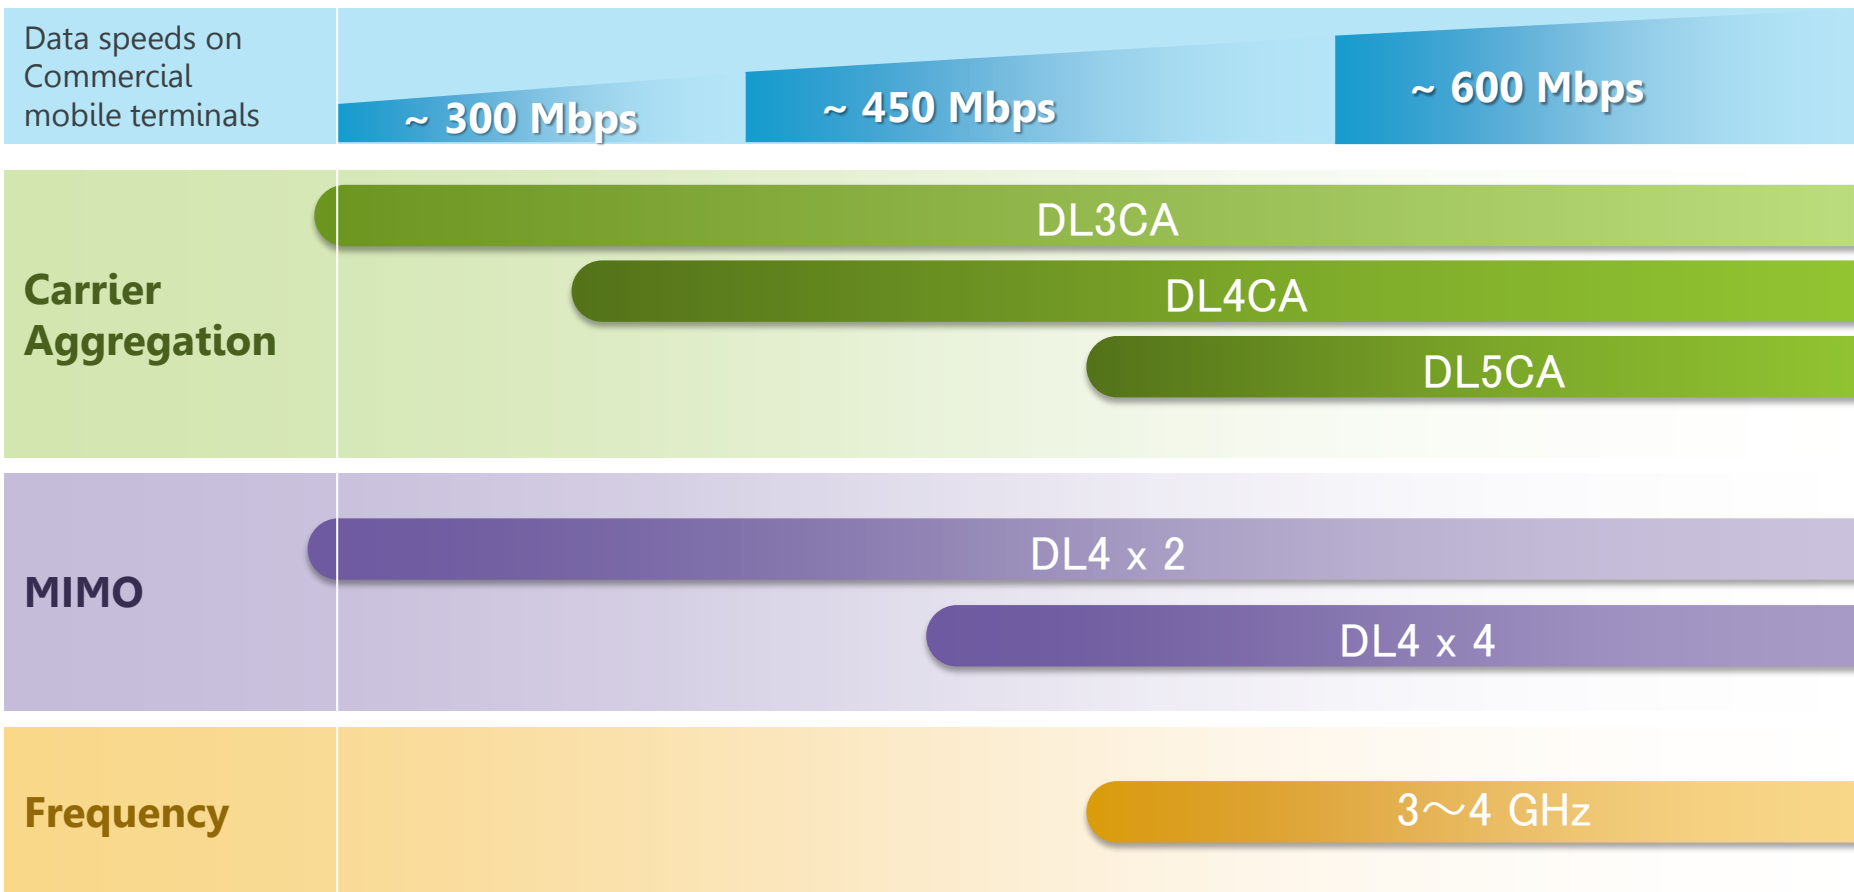 Data speeds on
Commercial
mobile terminals
~ 300 Mbps
~ 450 Mbps
~ 600 Mbps
Carrier
Aggregation
DL3CA
DL4CA
DL5CA
MIMO
DL4 x 2
DL4 x 4
Frequency
3～4 GHz